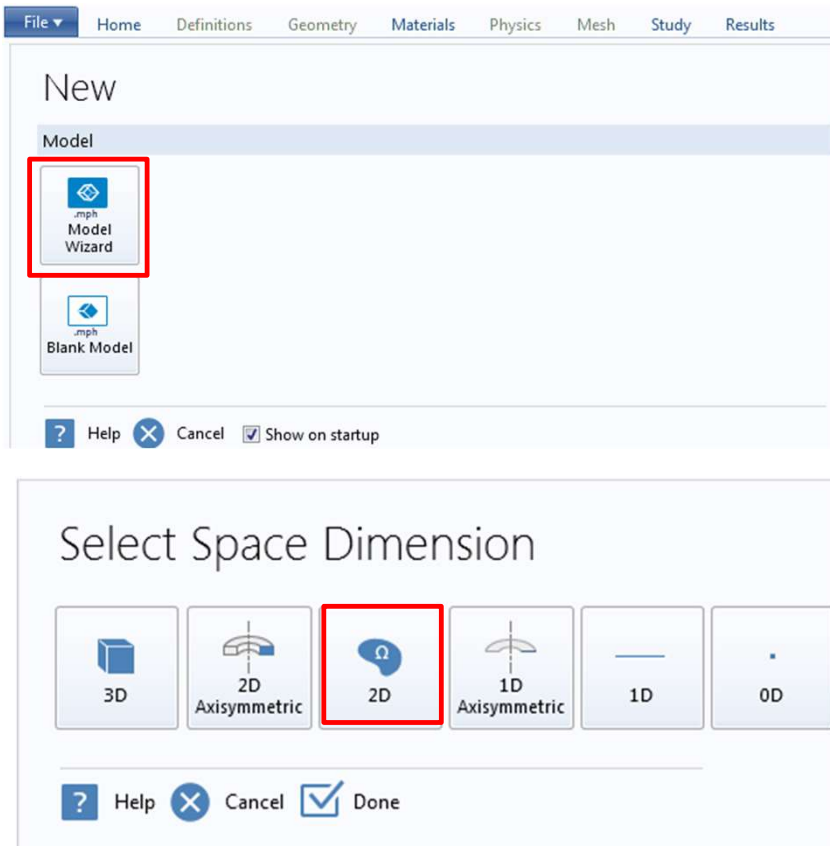 File Home Definitions Geometry Materials Physics Mesh Study Results
New
Model
.mph
Model
Wizard
.mph
Blank Model
? Help Cancel Show on startup
Select Space Dimension
3D
2D
Axisymmetric
Ω
2D
1D
Axisymmetric
1D
0D
? Help Cancel Done